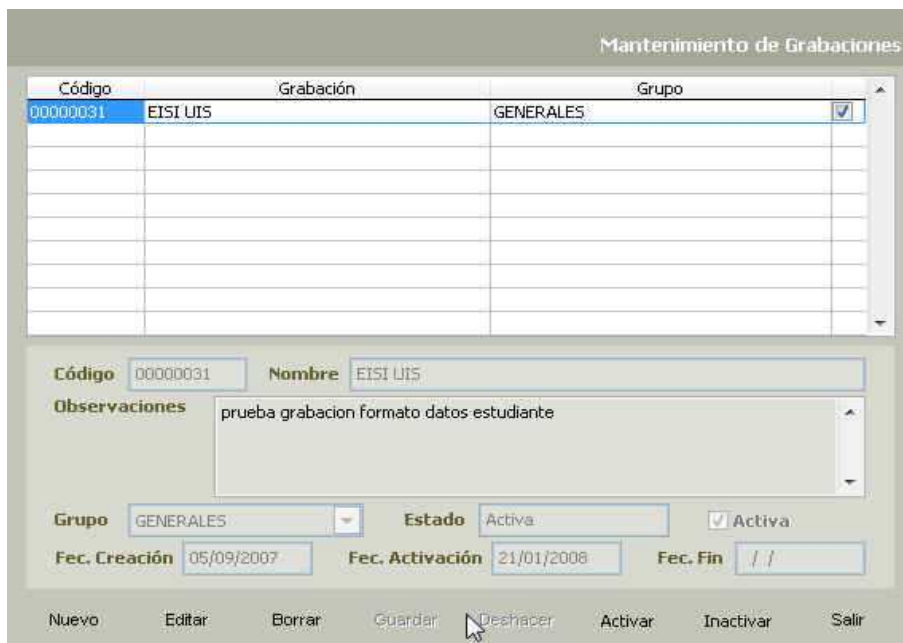 Mantenimiento de Grabaciones
Código Grabación Grupo
00000031 EISI UIS GENERALES
Código 00000031 Nombre EISI UIS
Observaciones prueba grabacion formato datos estudiante
Grupo GENERALES Estado Activa Activa
Fec. Creación 05/09/2007 Fec. Activación 21/01/2008 Fec. Fin / /
Nuevo Editar Borrar Guardar Deshacer Activar Inactivar Salir